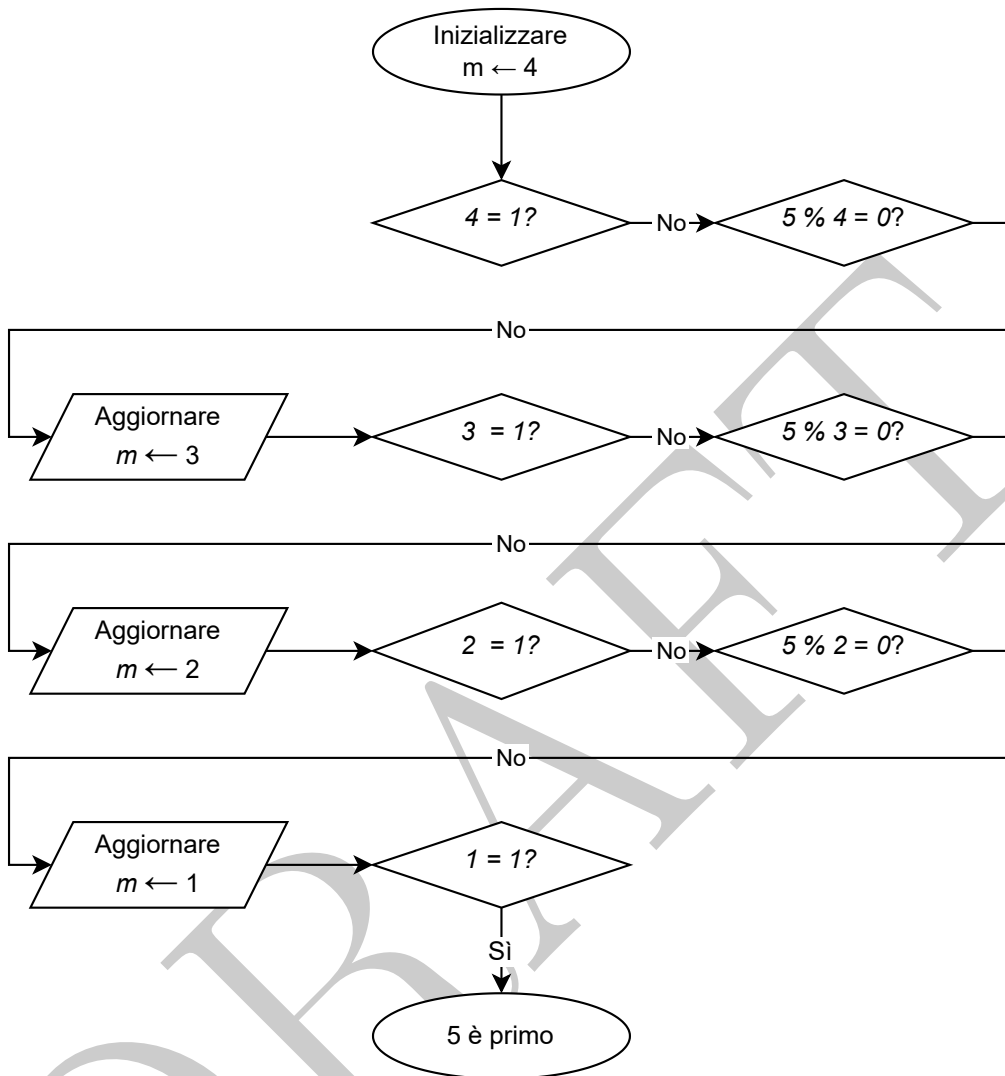 Inizializzare
m ← 4
4 = 1?
No
5 % 4 = 0?
No
Aggiornare
m ← 3
3 = 1?
No
5 % 3 = 0?
No
Aggiornare
m ← 2
2 = 1?
No
5 % 2 = 0?
No
Aggiornare
m ← 1
1 = 1?
Sì
5 è primo
DRAFT